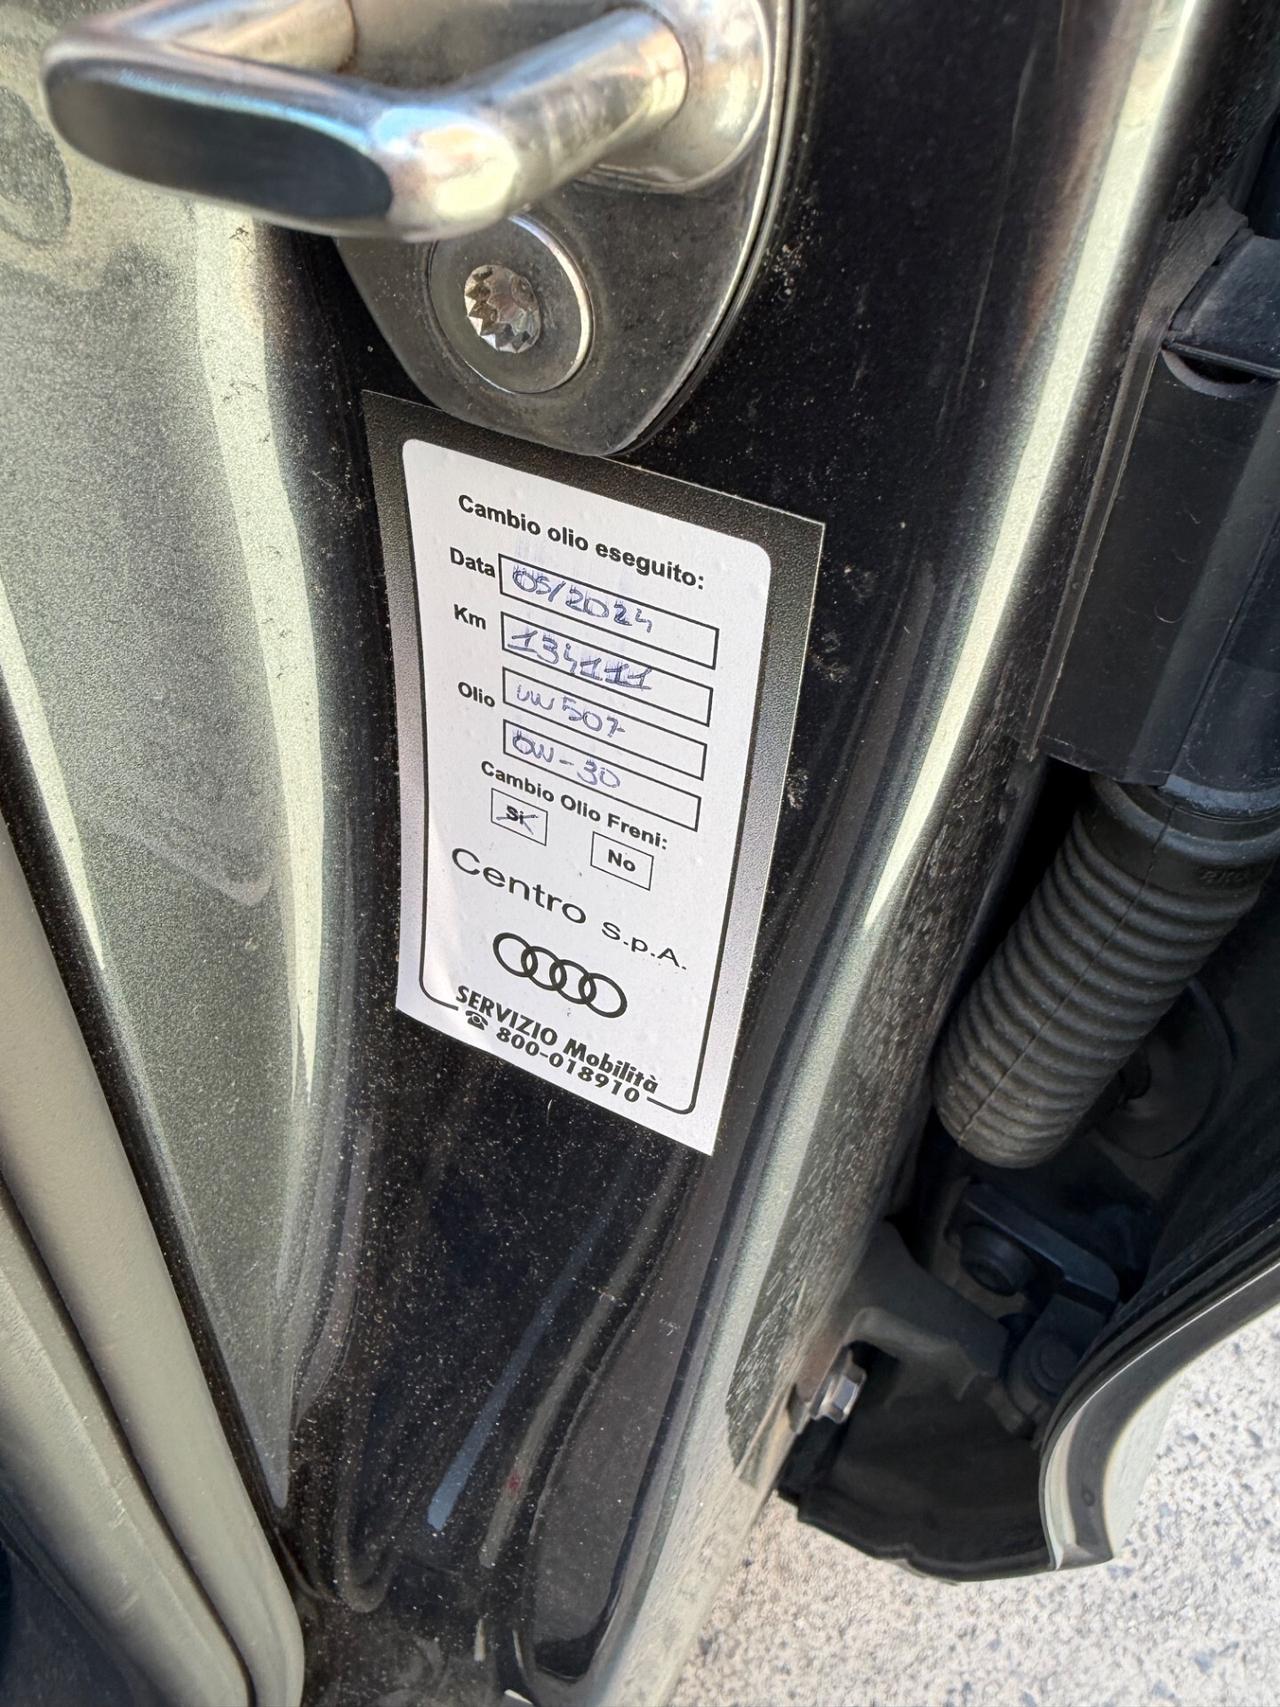 Cambio olio eseguito:
Data 05/2024
Km 134111
Olio VW 507
0W-30
Cambio Olio Freni:
Si No
Centro S.p.A.
SERVIZIO Mobilità
☎ 800-018910